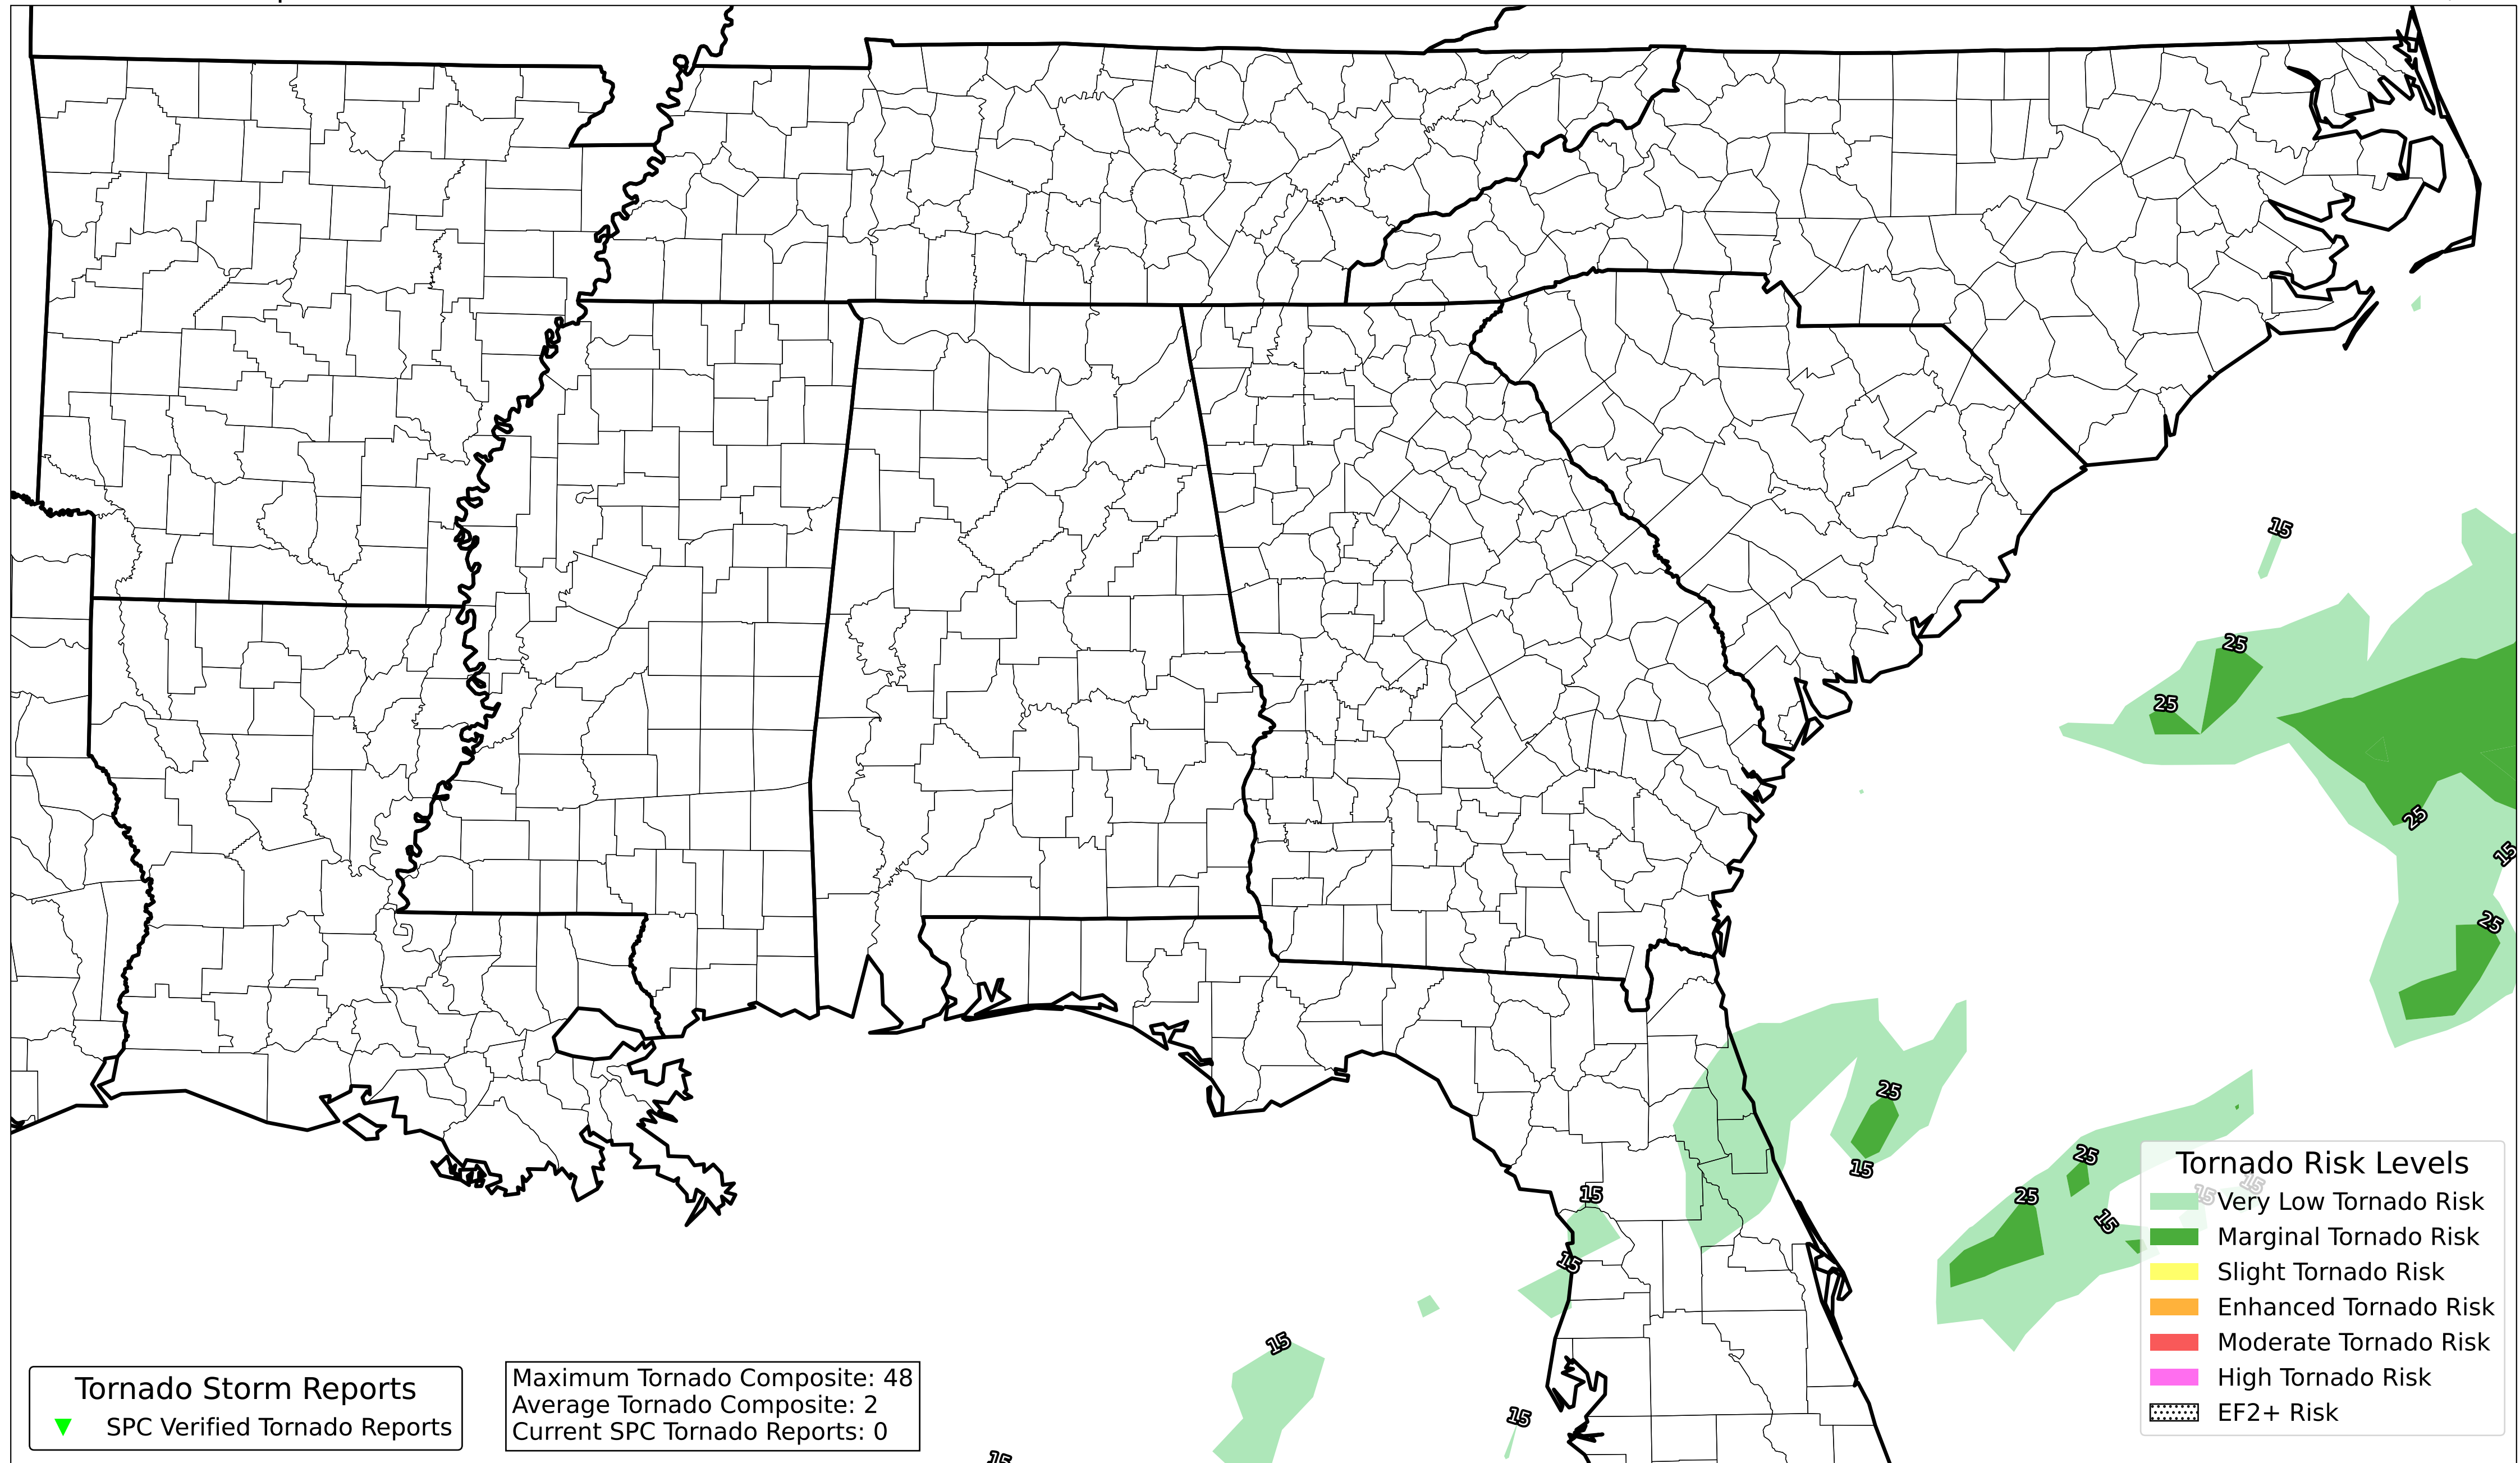 15
25
25
25
15
25
25
15
25
15
25
15
15
15
15
15
15
15
Tornado Risk Levels
Very Low Tornado Risk
Marginal Tornado Risk
Slight Tornado Risk
Enhanced Tornado Risk
Moderate Tornado Risk
High Tornado Risk
EF2+ Risk
Tornado Storm Reports
SPC Verified Tornado Reports
Maximum Tornado Composite: 48
Average Tornado Composite: 2
Current SPC Tornado Reports: 0